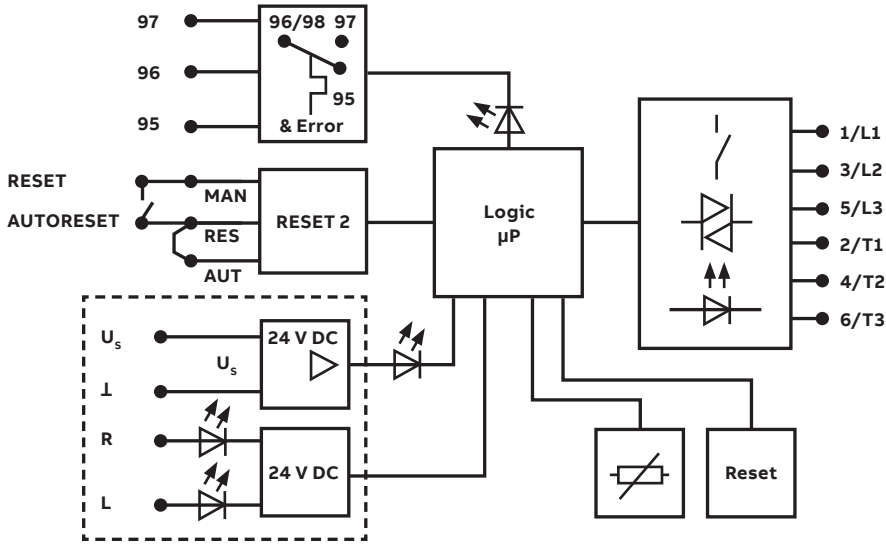 97
96/98 97
96
95
95
& Error
RESET
MAN
AUTORESET
RES
AUT
RESET 2
Logic
µP
1/L1
3/L2
5/L3
2/T1
4/T2
6/T3
Us
⊥
R
L
Us
24 V DC
24 V DC
Reset